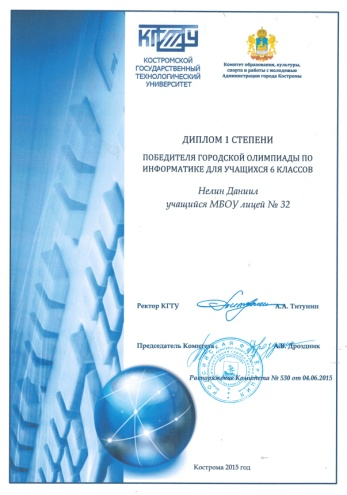 КГТУ
КОСТРОМСКОЙ
ГОСУДАРСТВЕННЫЙ
ТЕХНОЛОГИЧЕСКИЙ
УНИВЕРСИТЕТ
Комитет образования, культуры,
спорта и работы с молодежью
Администрации города Костромы
ДИПЛОМ 1 СТЕПЕНИ
ПОБЕДИТЕЛЯ ГОРОДСКОЙ ОЛИМПИАДЫ ПО
ИНФОРМАТИКЕ ДЛЯ УЧАЩИХСЯ 6 КЛАССОВ
Нелин Даниил
учащийся МБОУ лицей № 32
Ректор КГТУ А.А. Титунин
Председатель Комитета А.В. Дроздник
РОССИЙСКАЯ ФЕДЕРАЦИЯ
Распоряжение Комитета № 530 от 04.06.2015
Кострома 2015 год